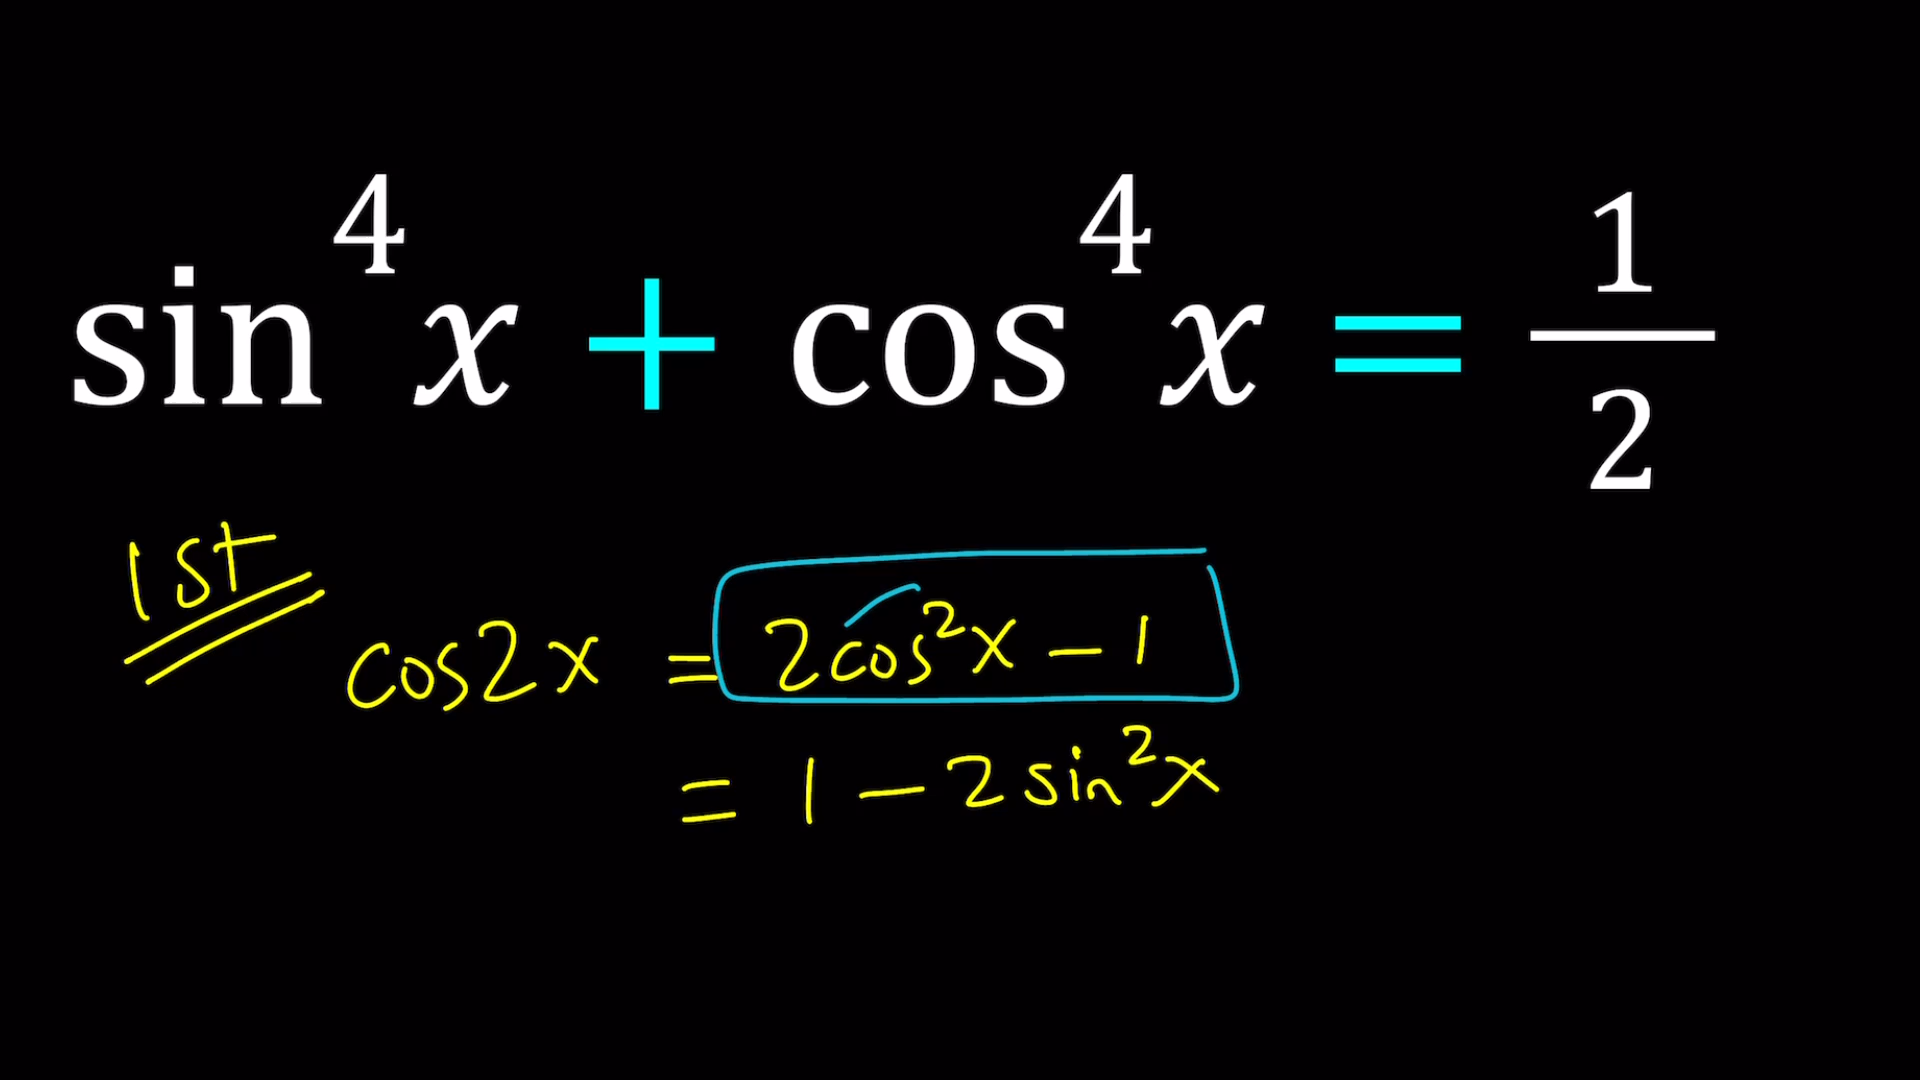 sin⁴x + cos⁴x = 1/2
1st
cos2x = 2cos²x − 1
= 1 − 2sin²x